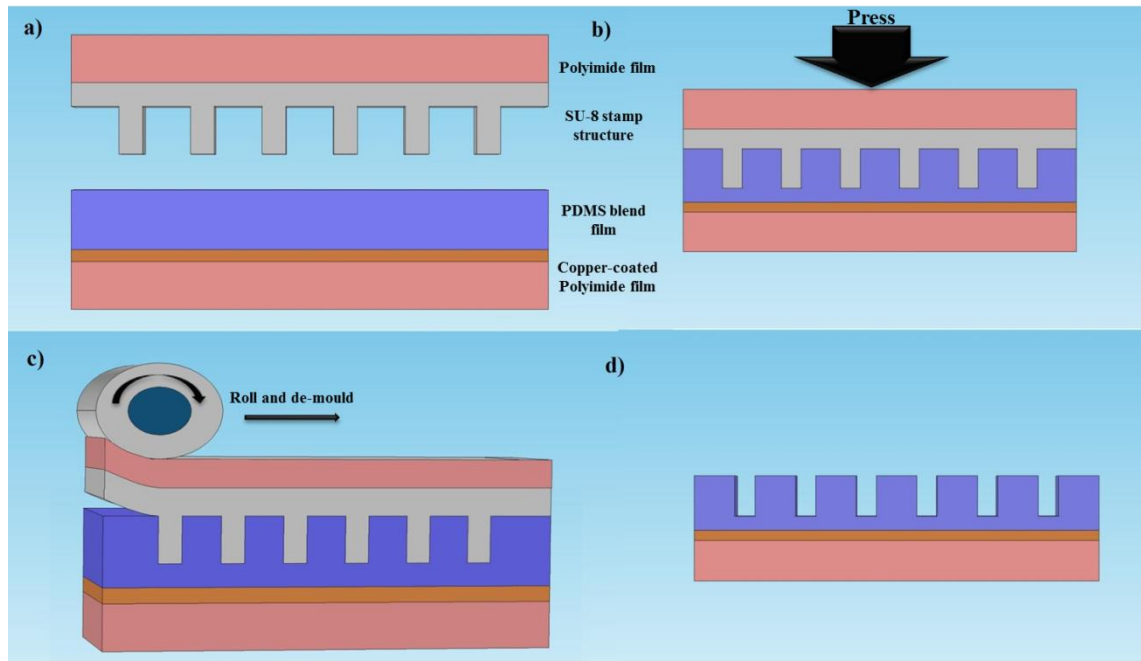 a)
Polyimide film
SU-8 stamp
structure
PDMS blend
film
Copper-coated
Polyimide film
b)
Press
c)
Roll and de-mould
d)